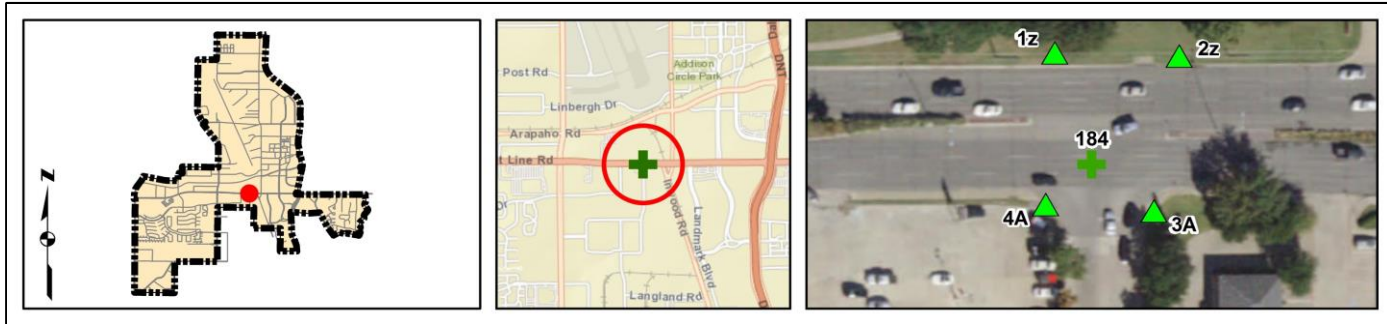 Z
Addison
Circle Park
Post Rd
Linbergh Dr
Arapaho Rd
t Line Rd
Inwood Rd
Landmark Blvd
Langland Rd
Dal
DNT
D
Dr
1z
2z
184
4A
3A